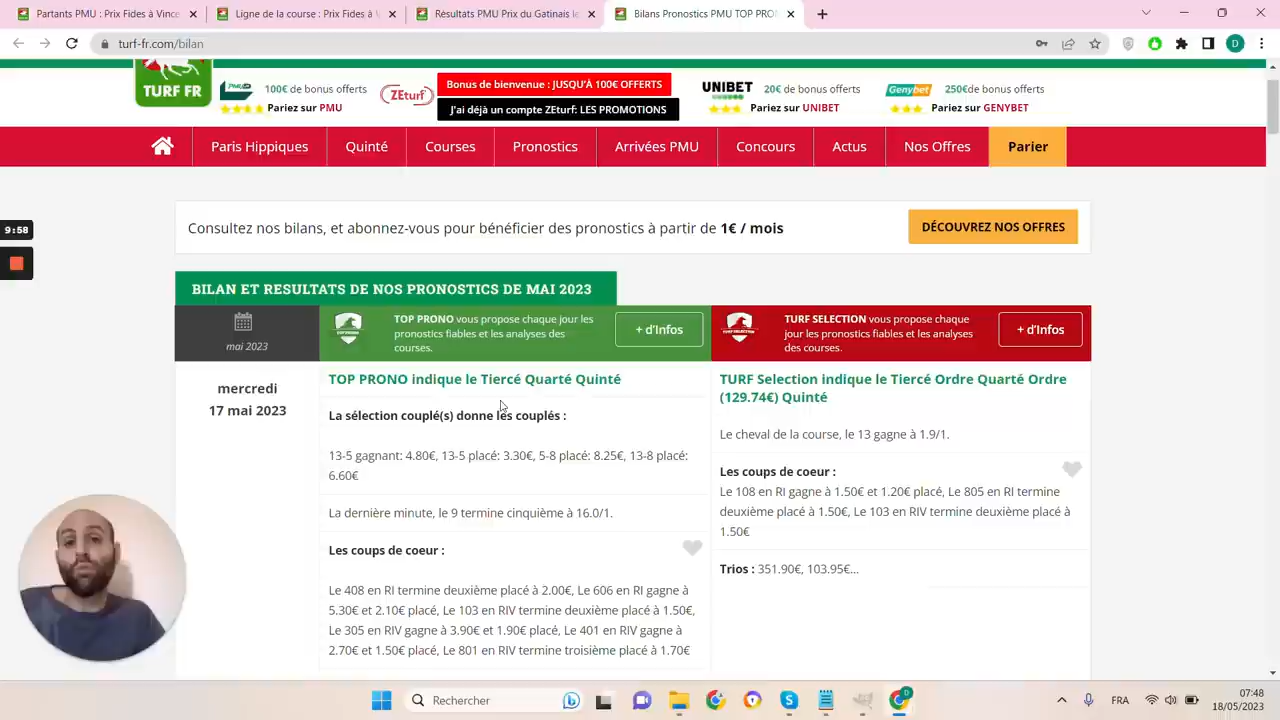 Partants PMU : Prix Fides à Vince
Ligne de la course : Prix Fides à V
Résultats PMU Prix du Gatinais le
Bilans Pronostics PMU TOP PRON
turf-fr.com/bilan
D
TURF FR
PMU
100€ de bonus offerts
Pariez sur PMU
ZEturf
Bonus de bienvenue : JUSQU'À 100€ OFFERTS
J'ai déjà un compte ZEturf: LES PROMOTIONS
UNIBET
20€ de bonus offerts
Pariez sur UNIBET
Genybet
250€de bonus offerts
Pariez sur GENYBET
Paris Hippiques
Quinté
Courses
Pronostics
Arrivées PMU
Concours
Actus
Nos Offres
Parier
9:58
Consultez nos bilans, et abonnez-vous pour bénéficier des pronostics à partir de 1€ / mois
DÉCOUVREZ NOS OFFRES
BILAN ET RESULTATS DE NOS PRONOSTICS DE MAI 2023
mai 2023
TOP PRONO vous propose chaque jour les
pronostics fiables et les analyses des
courses.
+ d'Infos
TURF SELECTION vous propose chaque
jour les pronostics fiables et les analyses
des courses.
+ d'Infos
mercredi
17 mai 2023
TOP PRONO indique le Tiercé Quarté Quinté
La sélection couplé(s) donne les couplés :
13-5 gagnant: 4.80€, 13-5 placé: 3.30€, 5-8 placé: 8.25€, 13-8 placé:
6.60€
La dernière minute, le 9 termine cinquième à 16.0/1.
Les coups de coeur :
Le 408 en RI termine deuxième placé à 2.00€, Le 606 en RI gagne à
5.30€ et 2.10€ placé, Le 103 en RIV termine deuxième placé à 1.50€,
Le 305 en RIV gagne à 3.90€ et 1.90€ placé, Le 401 en RIV gagne à
2.70€ et 1.50€ placé, Le 801 en RIV termine troisième placé à 1.70€
TURF Selection indique le Tiercé Ordre Quarté Ordre
(129.74€) Quinté
Le cheval de la course, le 13 gagne à 1.9/1.
Les coups de coeur :
Le 108 en RI gagne à 1.50€ et 1.20€ placé, Le 805 en RI termine
deuxième placé à 1.50€, Le 103 en RIV termine deuxième placé à
1.50€
Trios : 351.90€, 103.95€...
Rechercher
FRA
07:48
18/05/2023